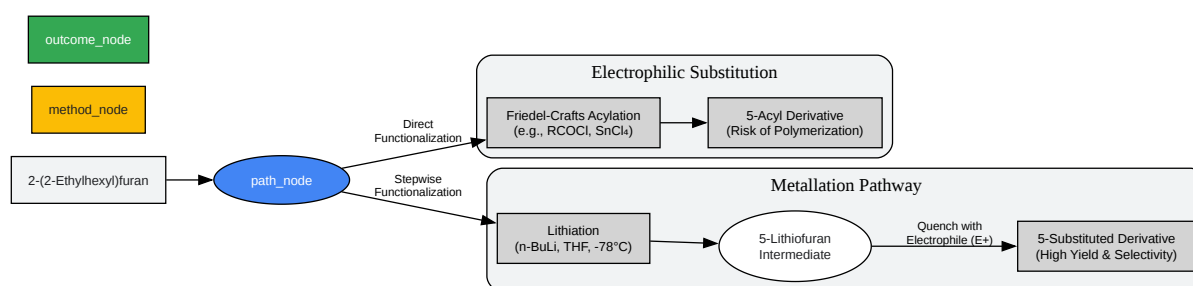 outcome_node
method_node
2-(2-Ethylhexyl)furan
path_node
Direct
Functionalization
Stepwise
Functionalization
Electrophilic Substitution
Friedel-Crafts Acylation
(e.g., RCOCl, SnCl₄)
5-Acyl Derivative
(Risk of Polymerization)
Metallation Pathway
Lithiation
(n-BuLi, THF, -78°C)
5-Lithiofuran
Intermediate
Quench with
Electrophile (E+)
5-Substituted Derivative
(High Yield & Selectivity)